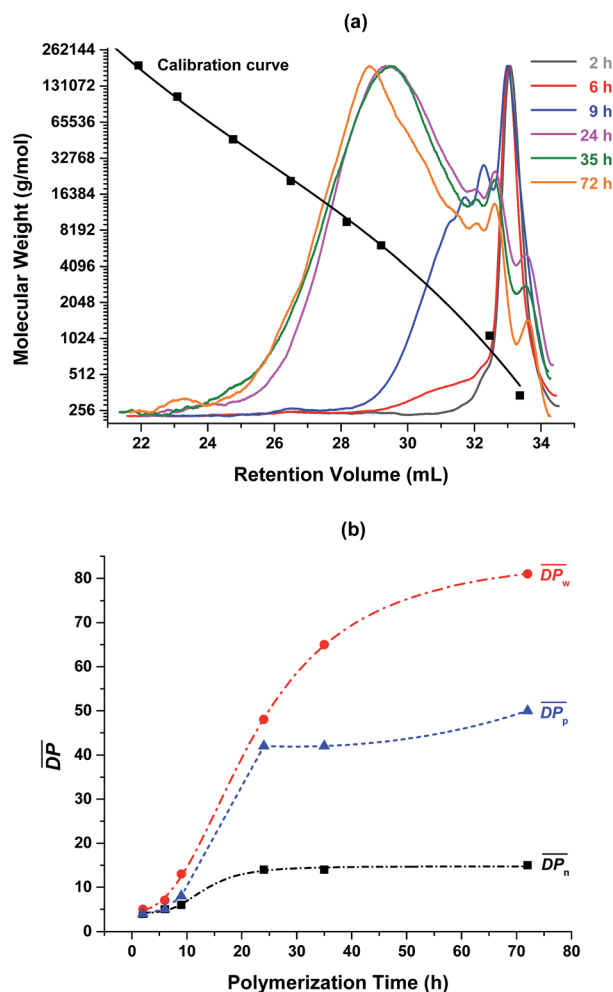 (a)
262144
131072
65536
32768
16384
8192
4096
2048
1024
512
256
Molecular Weight (g/mol)
Calibration curve
2 h
6 h
9 h
24 h
35 h
72 h
22 24 26 28 30 32 34
Retention Volume (mL)
(b)
80
70
60
50
40
30
20
10
0
DP
DPw
DPp
DPn
0 10 20 30 40 50 60 70 80
Polymerization Time (h)